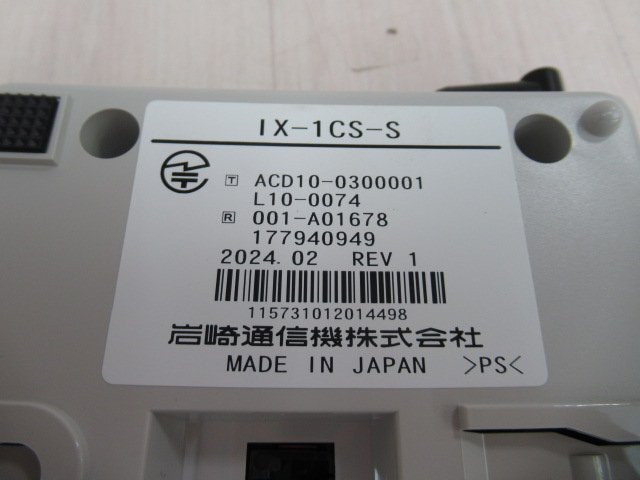 IX-1CS-S
T ACD10-0300001
L10-0074
R 001-A01678
177940949
2024.02 REV 1
115731012014498
岩崎通信機株式会社
MADE IN JAPAN >PS<